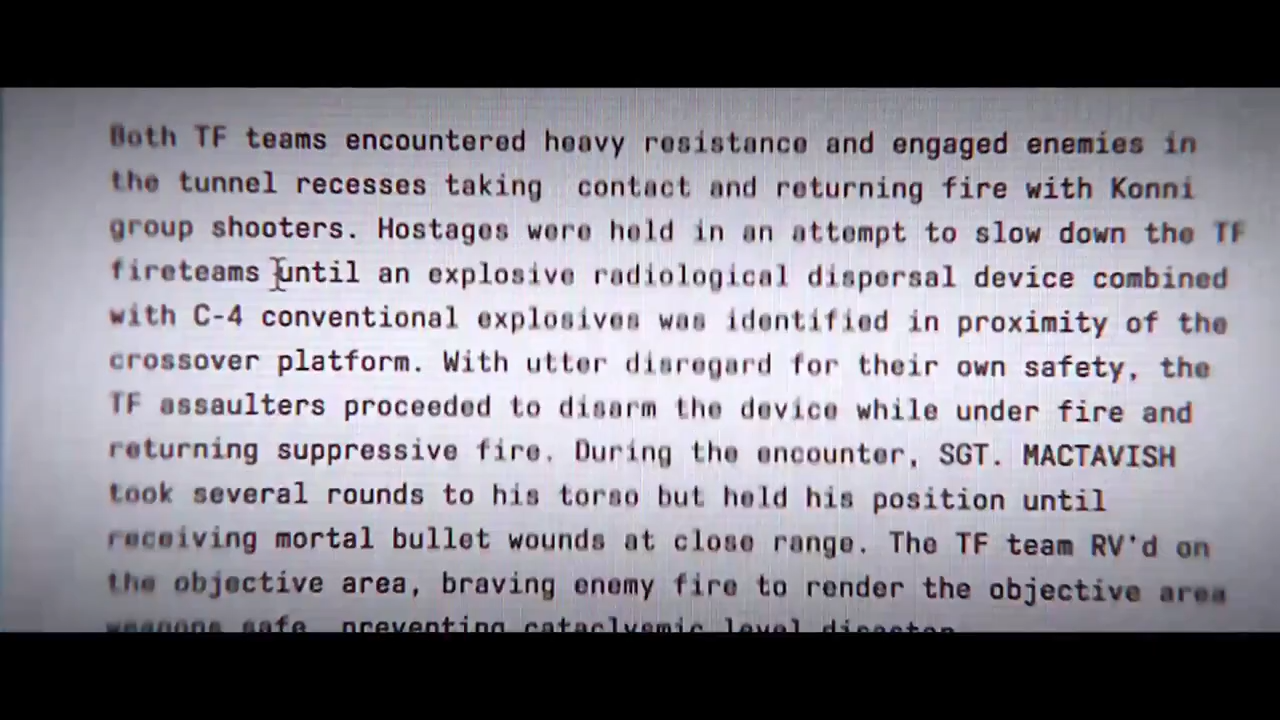 Both TF teams encountered heavy resistance and engaged enemies in
the tunnel recesses taking  contact and returning fire with Konni
group shooters. Hostages were held in an attempt to slow down the TF
fireteams until an explosive radiological dispersal device combined
with C-4 conventional explosives was identified in proximity of the
crossover platform. With utter disregard for their own safety, the
TF assaulters proceeded to disarm the device while under fire and
returning suppressive fire. During the encounter, SGT. MACTAVISH
took several rounds to his torso but held his position until
receiving mortal bullet wounds at close range. The TF team RV'd on
the objective area, braving enemy fire to render the objective area
weapons safe, preventing cataclysmic level disaster.